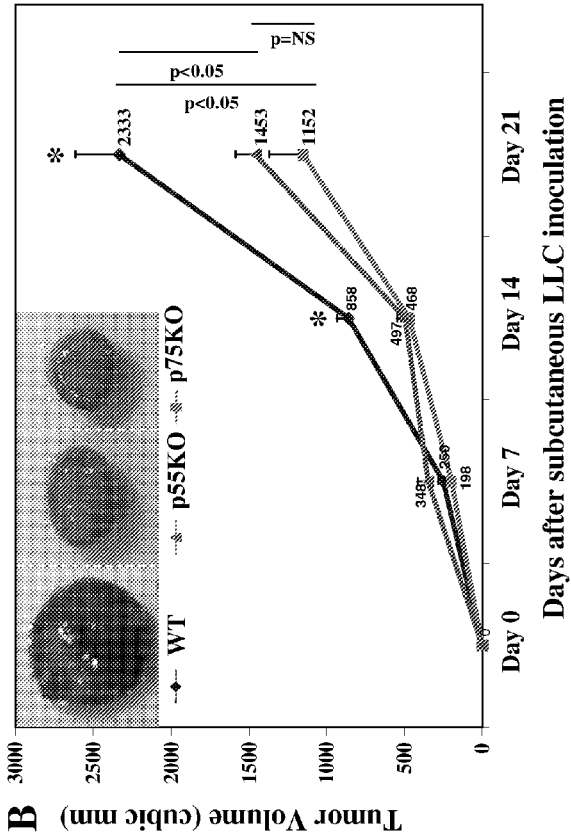 B
Tumor Volume (cubic mm)
3000
2500
2000
1500
1000
500
0
WT
p55KO
p75KO
*
2333
1453
1152
p<0.05
p<0.05
p=NS
*
858
497
468
348
250
198
0
Day 0
Day 7
Day 14
Day 21
Days after subcutaneous LLC inoculation